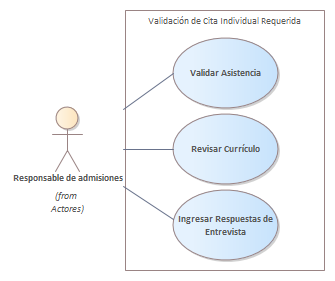 Validación de Cita Individual Requerida
Validar Asistencia
Revisar Currículo
Responsable de admisiones
(from
Actores)
Ingresar Respuestas de
Entrevista